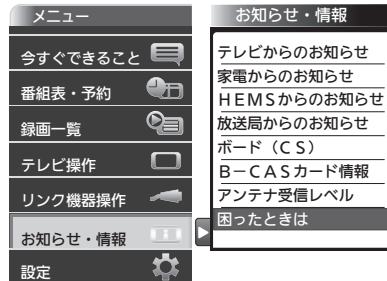 メニュー
今すぐできること
番組表・予約
録画一覧
テレビ操作
リンク機器操作
お知らせ・情報
設定
お知らせ・情報
テレビからのお知らせ
家電からのお知らせ
ＨＥＭＳからのお知らせ
放送局からのお知らせ
ボード（ＣＳ）
Ｂ－ＣＡＳカード情報
アンテナ受信レベル
困ったときは